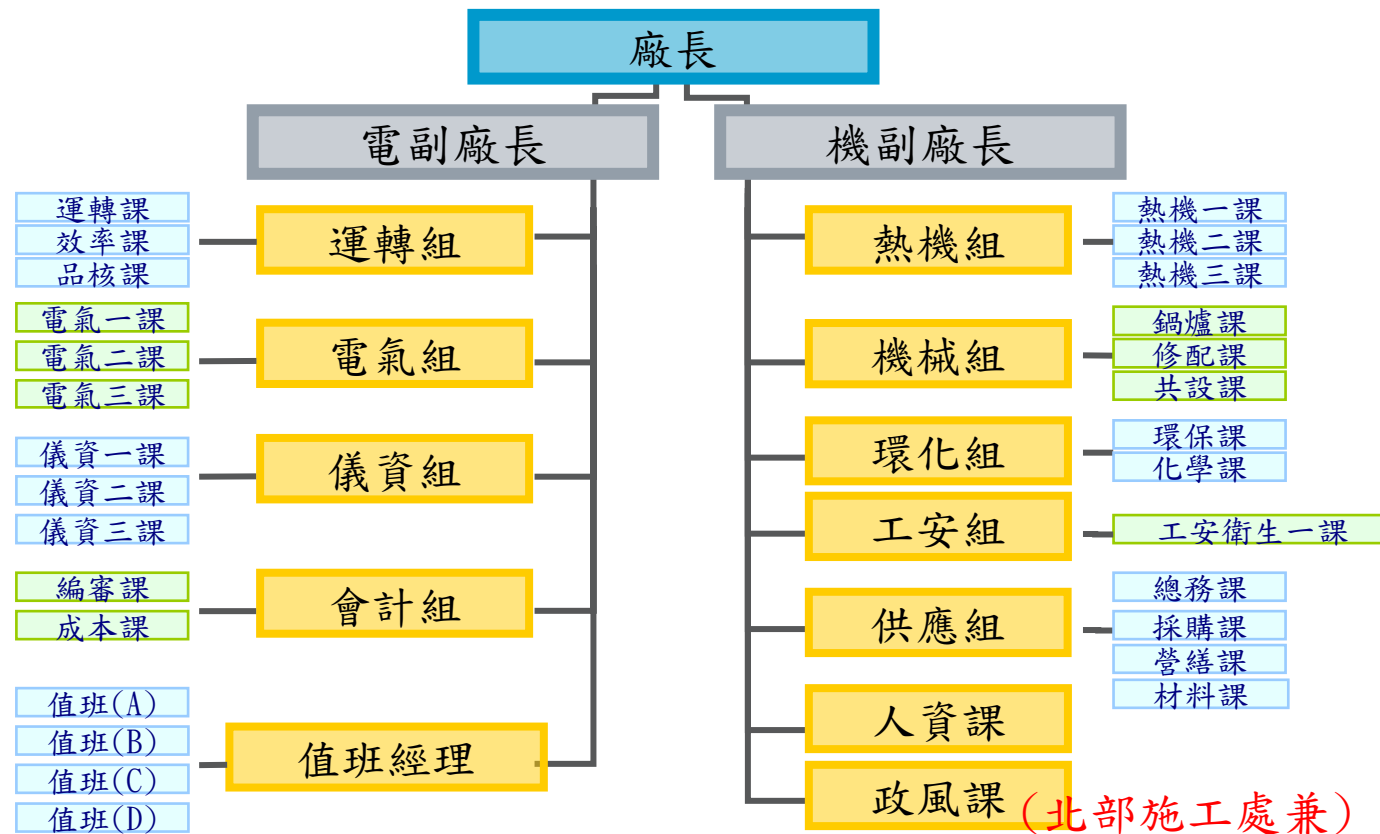 廠長
電副廠長
機副廠長
運轉課
效率課
品核課
運轉組
電氣一課
電氣二課
電氣三課
電氣組
儀資一課
儀資二課
儀資三課
儀資組
編審課
成本課
會計組
值班(A)
值班(B)
值班(C)
值班(D)
值班經理
熱機組
熱機一課
熱機二課
熱機三課
機械組
鍋爐課
修配課
共設課
環化組
環保課
化學課
工安組
工安衛生一課
供應組
總務課
採購課
營繕課
材料課
人資課
政風課(北部施工處兼)